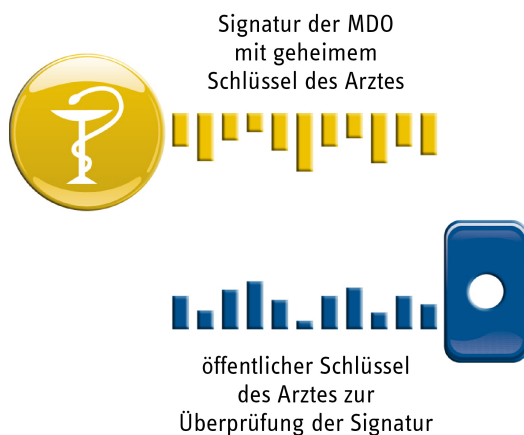 Signatur der MDO
mit geheimem
Schlüssel des Arztes
öffentlicher Schlüssel
des Arztes zur
Überprüfung der Signatur